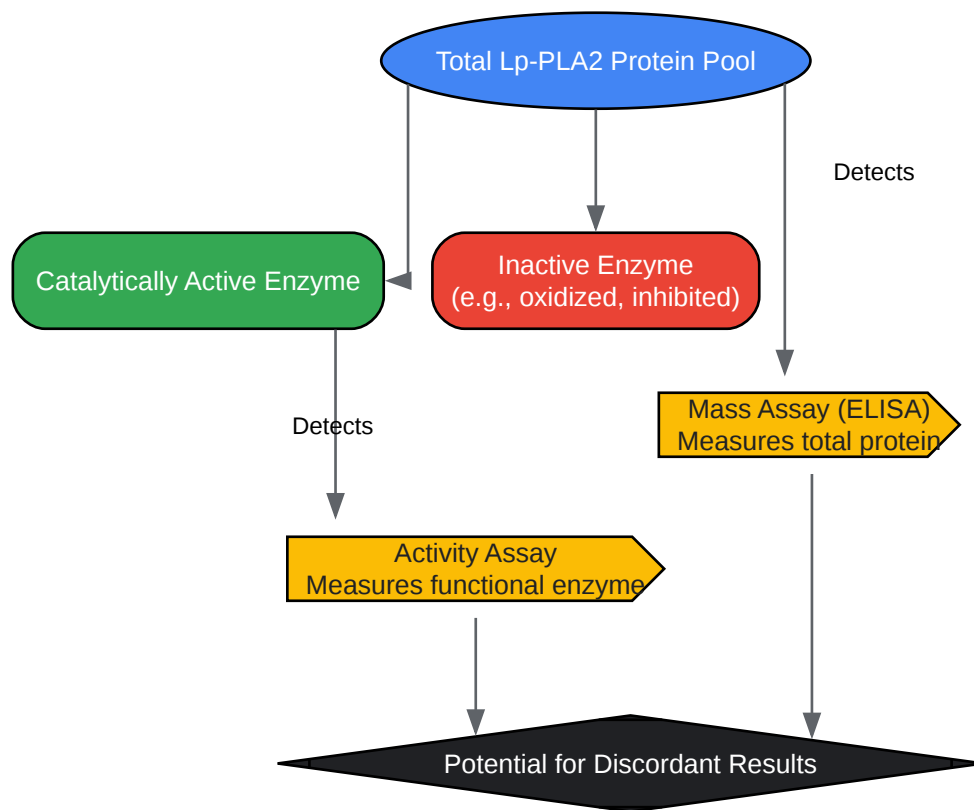 Total Lp-PLA2 Protein Pool
Detects
Catalytically Active Enzyme
Inactive Enzyme
(e.g., oxidized, inhibited)
Mass Assay (ELISA)
Measures total protein
Detects
Activity Assay
Measures functional enzyme
Potential for Discordant Results